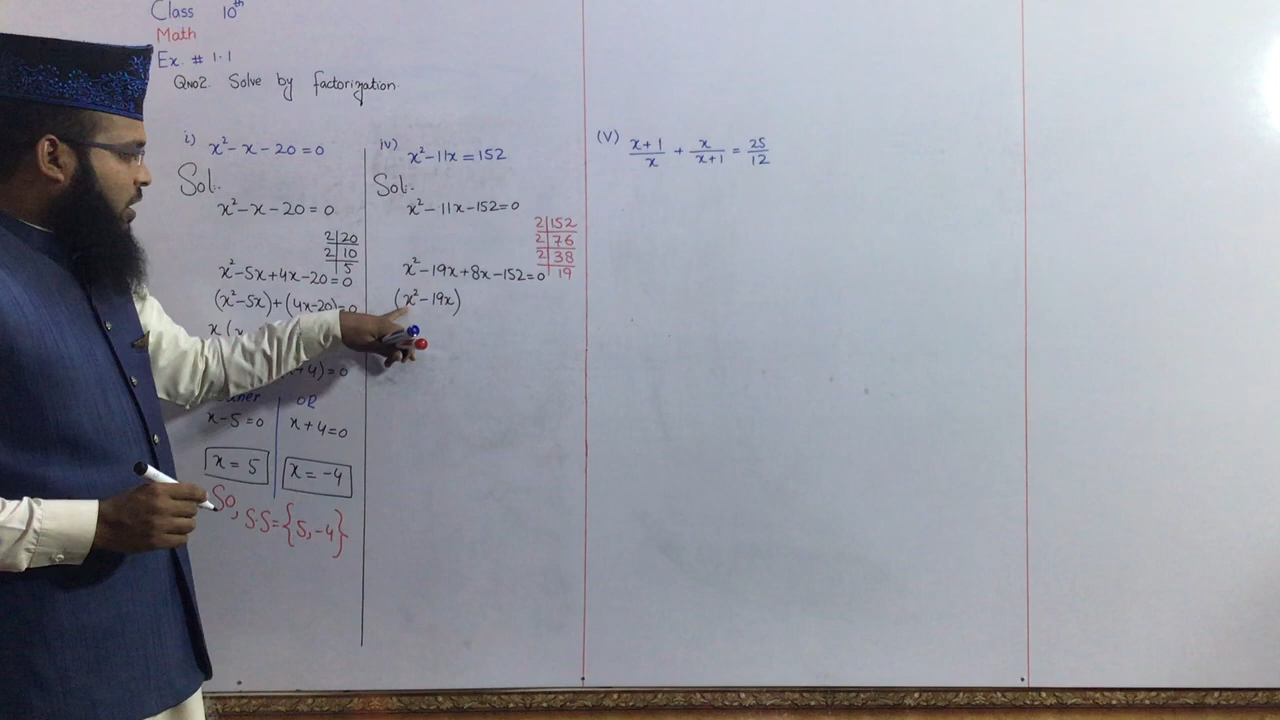 Class 10th
Math
Ex. # 1.1
QNo2. Solve by factorization.
i) x² - x - 20 = 0
Sol.
x² - x - 20 = 0
2|20
2|10
|5
x² - 5x + 4x - 20 = 0
(x² - 5x) + (4x - 20) = 0
x(x
+4) = 0
OR
x - 5 = 0
x + 4 = 0
x = 5
x = -4
So, S.S = {5, -4}
iv) x² - 11x = 152
Sol.
x² - 11x - 152 = 0
2|152
2|76
2|38
|19
x² - 19x + 8x - 152 = 0
(x² - 19x)
(V) (x+1)/x + x/(x+1) = 25/12